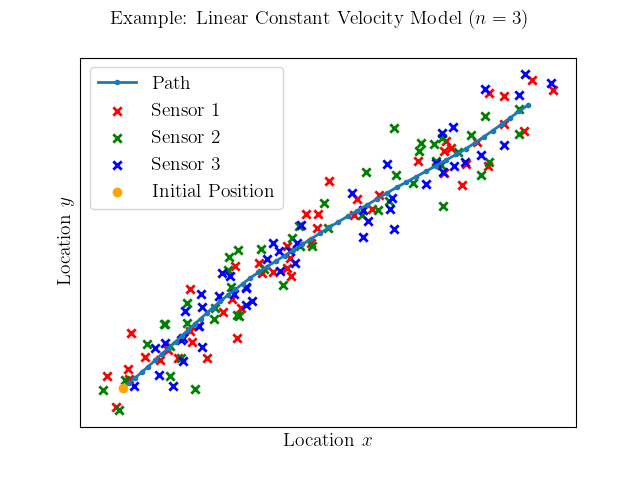 Example: Linear Constant Velocity Model (n = 3)
Path
Sensor 1
Sensor 2
Sensor 3
Initial Position
Location y
Location x